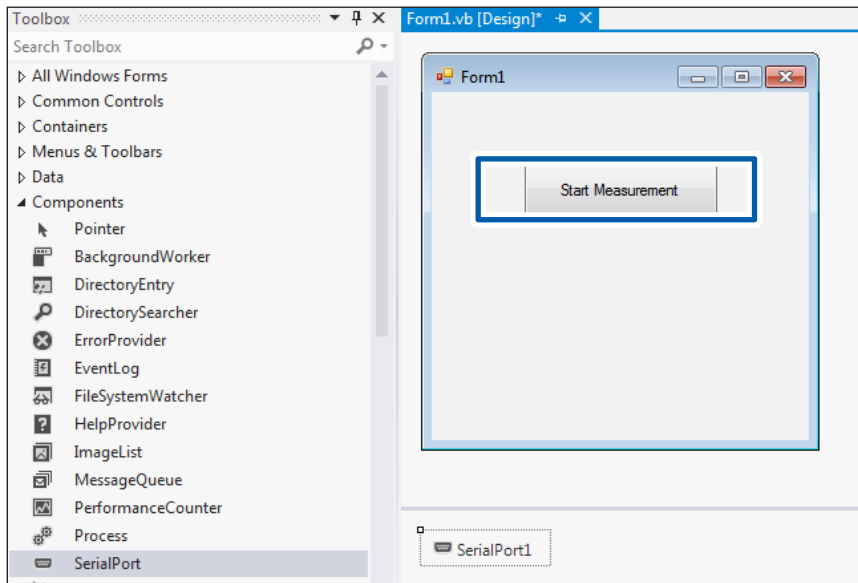 Toolbox
Search Toolbox
All Windows Forms
Common Controls
Containers
Menus & Toolbars
Data
Components
Pointer
BackgroundWorker
DirectoryEntry
DirectorySearcher
ErrorProvider
EventLog
FileSystemWatcher
HelpProvider
ImageList
MessageQueue
PerformanceCounter
Process
SerialPort
Form1.vb [Design]*
Form1
Start Measurement
SerialPort1